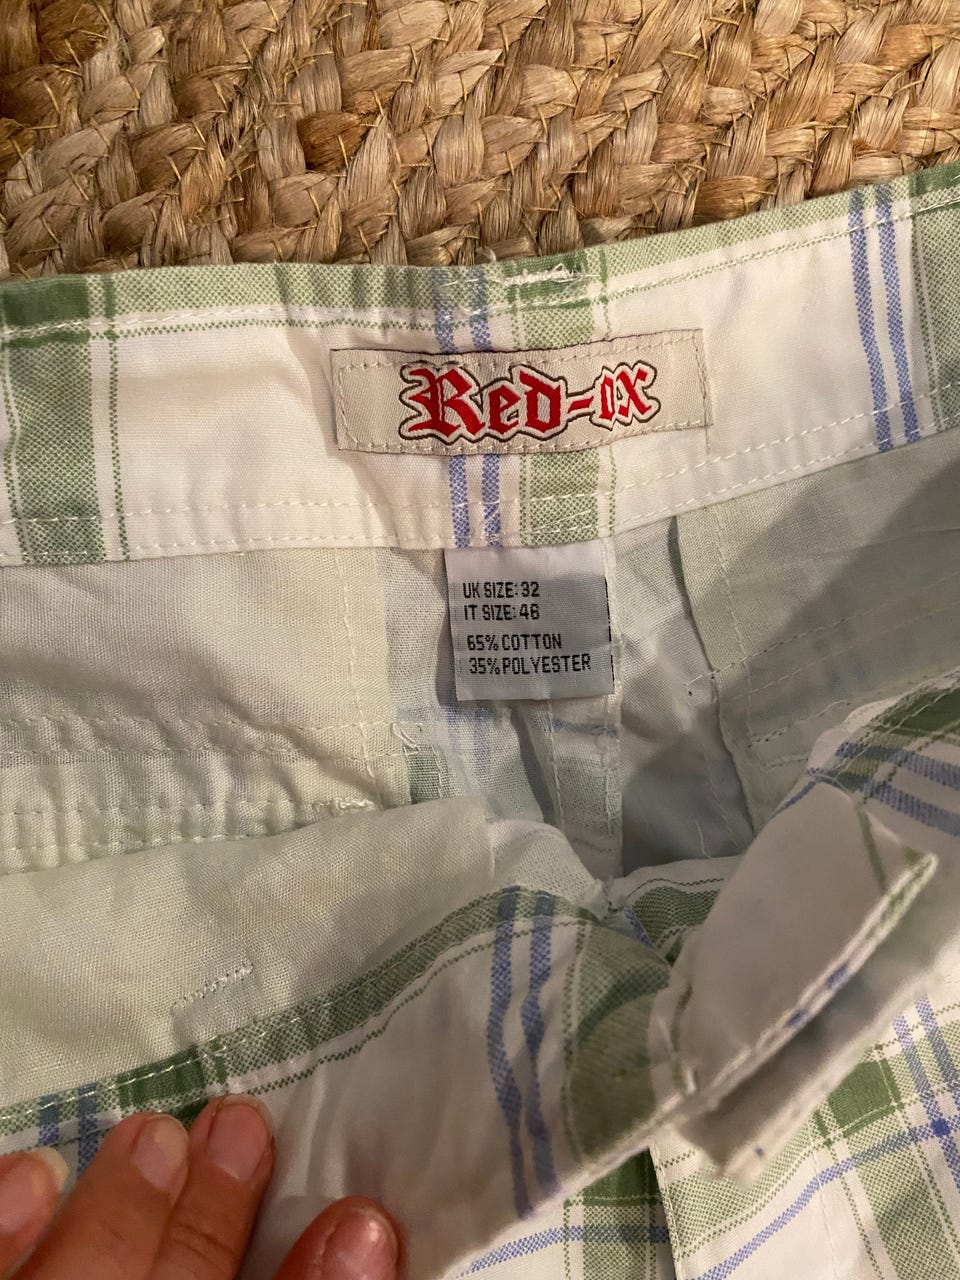 Red-ox
UK SIZE: 32
IT SIZE: 46
65% COTTON
35% POLYESTER